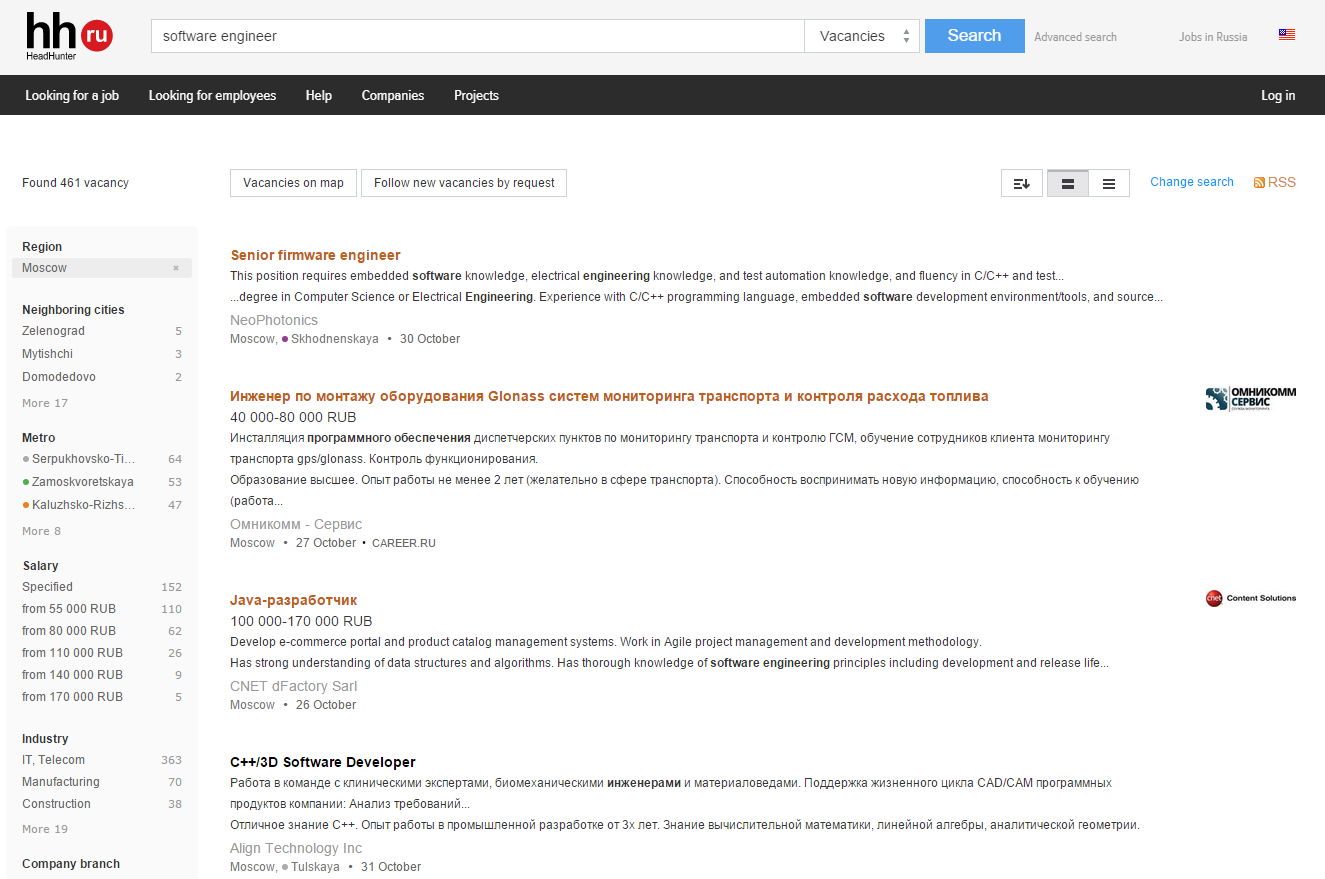 hh ru
HeadHunter
software engineer
Vacancies
Search
Advanced search
Jobs in Russia
Looking for a job
Looking for employees
Help
Companies
Projects
Log in
Found 461 vacancy
Vacancies on map
Follow new vacancies by request
Change search
RSS
Region
Moscow
Neighboring cities
Zelenograd 5
Mytishchi 3
Domodedovo 2
More 17
Metro
Serpukhovsko-Ti... 64
Zamoskvoretskaya 53
Kaluzhsko-Rizhs... 47
More 8
Salary
Specified 152
from 55 000 RUB 110
from 80 000 RUB 62
from 110 000 RUB 26
from 140 000 RUB 9
from 170 000 RUB 5
Industry
IT, Telecom 363
Manufacturing 70
Construction 38
More 19
Company branch
Senior firmware engineer
This position requires embedded software knowledge, electrical engineering knowledge, and test automation knowledge, and fluency in C/C++ and test...
...degree in Computer Science or Electrical Engineering. Experience with C/C++ programming language, embedded software development environment/tools, and source...
NeoPhotonics
Moscow, • Skhodnenskaya • 30 October
Инженер по монтажу оборудования Glonass систем мониторинга транспорта и контроля расхода топлива
40 000-80 000 RUB
Инсталляция программного обеспечения диспетчерских пунктов по мониторингу транспорта и контролю ГСМ, обучение сотрудников клиента мониторингу
транспорта gps/glonass. Контроль функционирования.
Образование высшее. Опыт работы не менее 2 лет (желательно в сфере транспорта). Способность воспринимать новую информацию, способность к обучению
(работа...
Омникомм - Сервис
Moscow • 27 October • CAREER.RU
ОМНИКОММ
СЕРВИС
СЛУЖБА МОНИТОРИНГА
Java-разработчик
100 000-170 000 RUB
Develop e-commerce portal and product catalog management systems. Work in Agile project management and development methodology.
Has strong understanding of data structures and algorithms. Has thorough knowledge of software engineering principles including development and release life...
CNET dFactory Sarl
Moscow • 26 October
cnet Content Solutions
C++/3D Software Developer
Работа в команде с клиническими экспертами, биомеханическими инженерами и материаловедами. Поддержка жизненного цикла CAD/CAM программных
продуктов компании: Анализ требований...
Отличное знание C++. Опыт работы в промышленной разработке от 3х лет. Знание вычислительной математики, линейной алгебры, аналитической геометрии.
Align Technology Inc
Moscow, • Tulskaya • 31 October